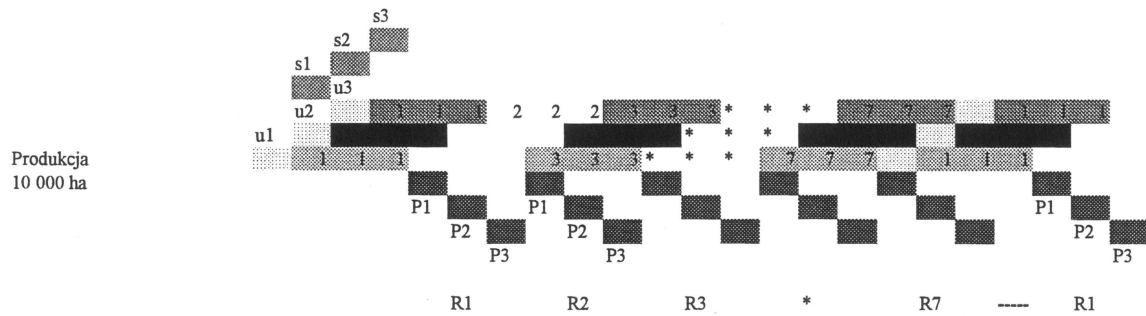 s3
s2
s1
u3
u2 1 1 1 2 2 2 3 3 3 * * * 7 7 7 1 1 1
u1 * * *
Produkcja 1 1 1 3 3 3 * * * 7 7 7 1 1 1
10 000 ha
P1 P1 P1
P2 P2 P2
P3 P3 P3
R1 R2 R3 * R7 ----- R1